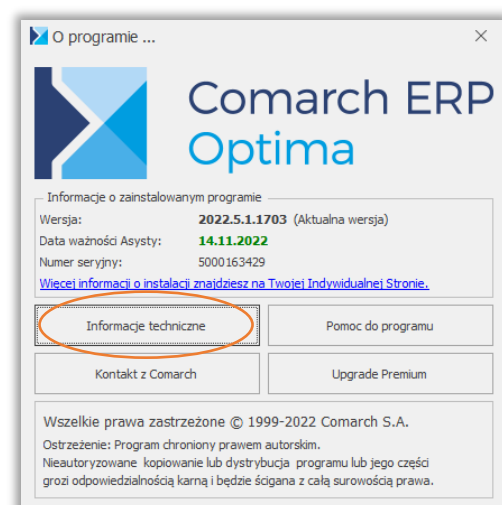 O programie ...
Comarch ERP
Optima
Informacje o zainstalowanym programie
Wersja: 2022.5.1.1703 (Aktualna wersja)
Data ważności Asysty: 14.11.2022
Numer seryjny: 5000163429
Więcej informacji o instalacji znajdziesz na Twojej Indywidualnej Stronie.
Informacje techniczne Pomoc do programu
Kontakt z Comarch Upgrade Premium
Wszelkie prawa zastrzeżone © 1999-2022 Comarch S.A.
Ostrzeżenie: Program chroniony prawem
autorskim.
Nieautoryzowane kopiowanie lub dystrybucja programu lub jego części
grozi odpowiedzialnością karną i będzie ścigana z całą surowością prawa.